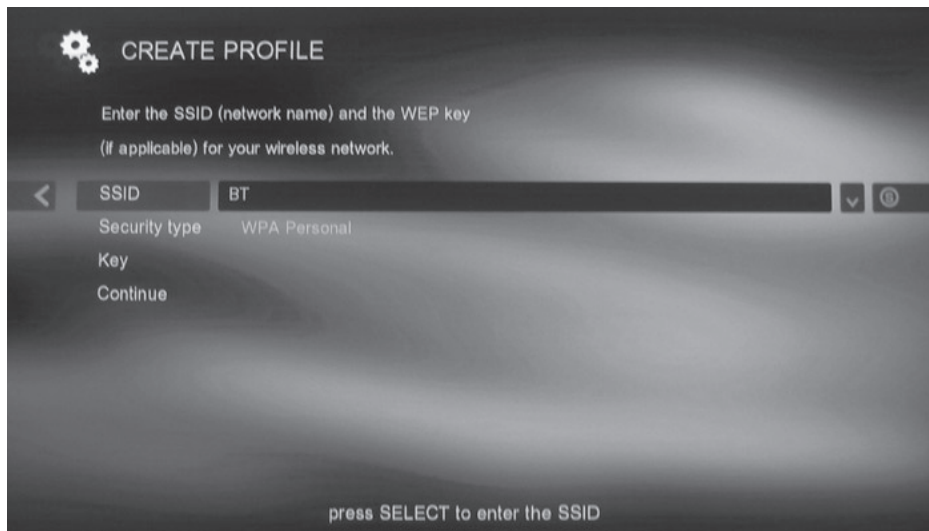 CREATE PROFILE
Enter the SSID (network name) and the WEP key
(if applicable) for your wireless network.
SSID BT
Security type WPA Personal
Key
Continue
press SELECT to enter the SSID